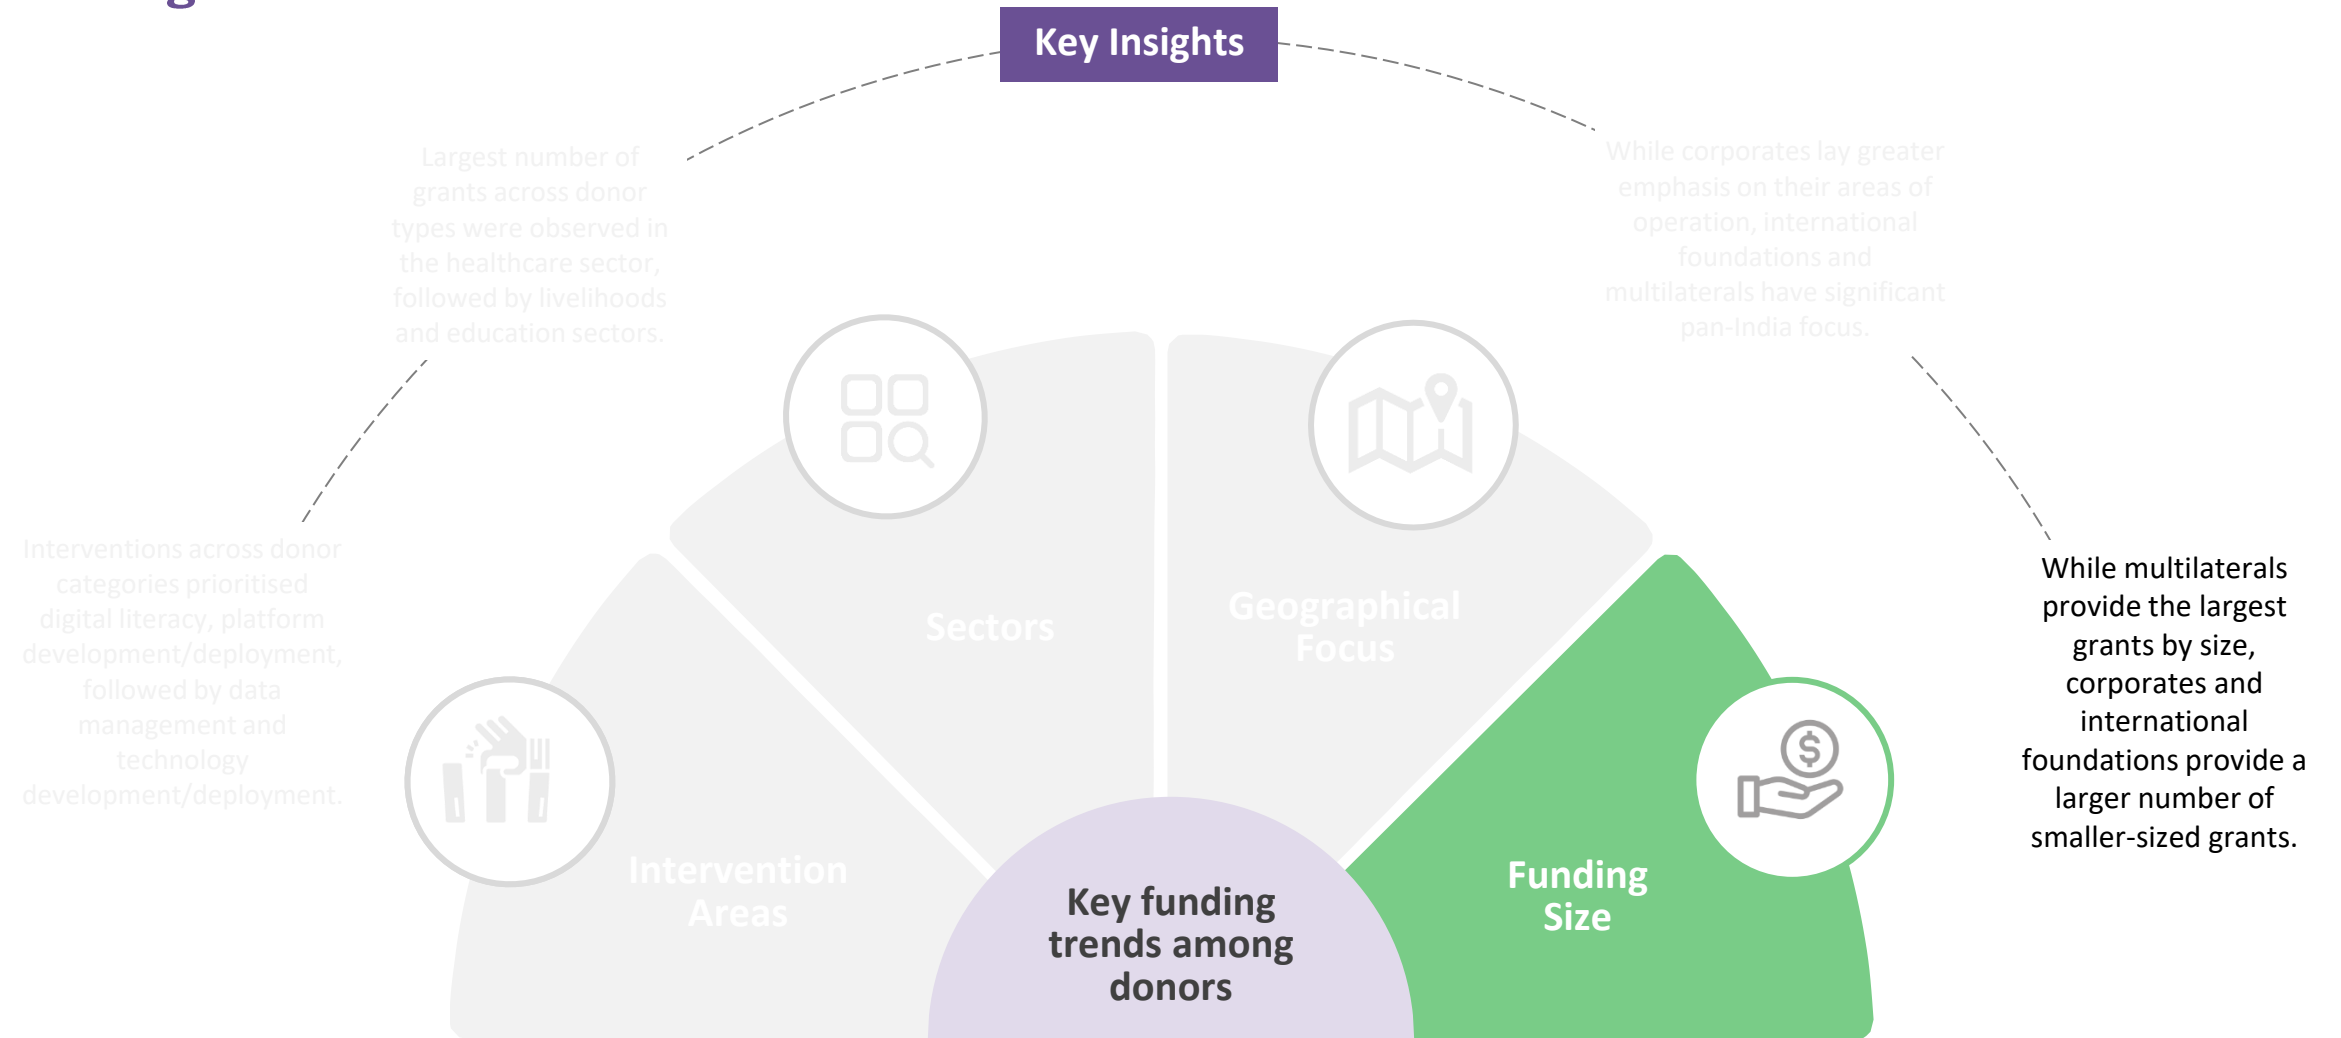 Key Insights
Largest number of
grants across donor
types were observed in
the healthcare sector,
followed by livelihoods
and education sectors.
While corporates lay greater
emphasis on their areas of
operation, international
foundations and
multilaterals have significant
pan-India focus.
Interventions across donor
categories prioritised
digital literacy, platform
development/deployment,
followed by data
management and
technology
development/deployment.
While multilaterals
provide the largest
grants by size,
corporates and
international
foundations provide a
larger number of
smaller-sized grants.
Sectors
Geographical
Focus
Intervention
Areas
Funding
Size
Key funding
trends among
donors